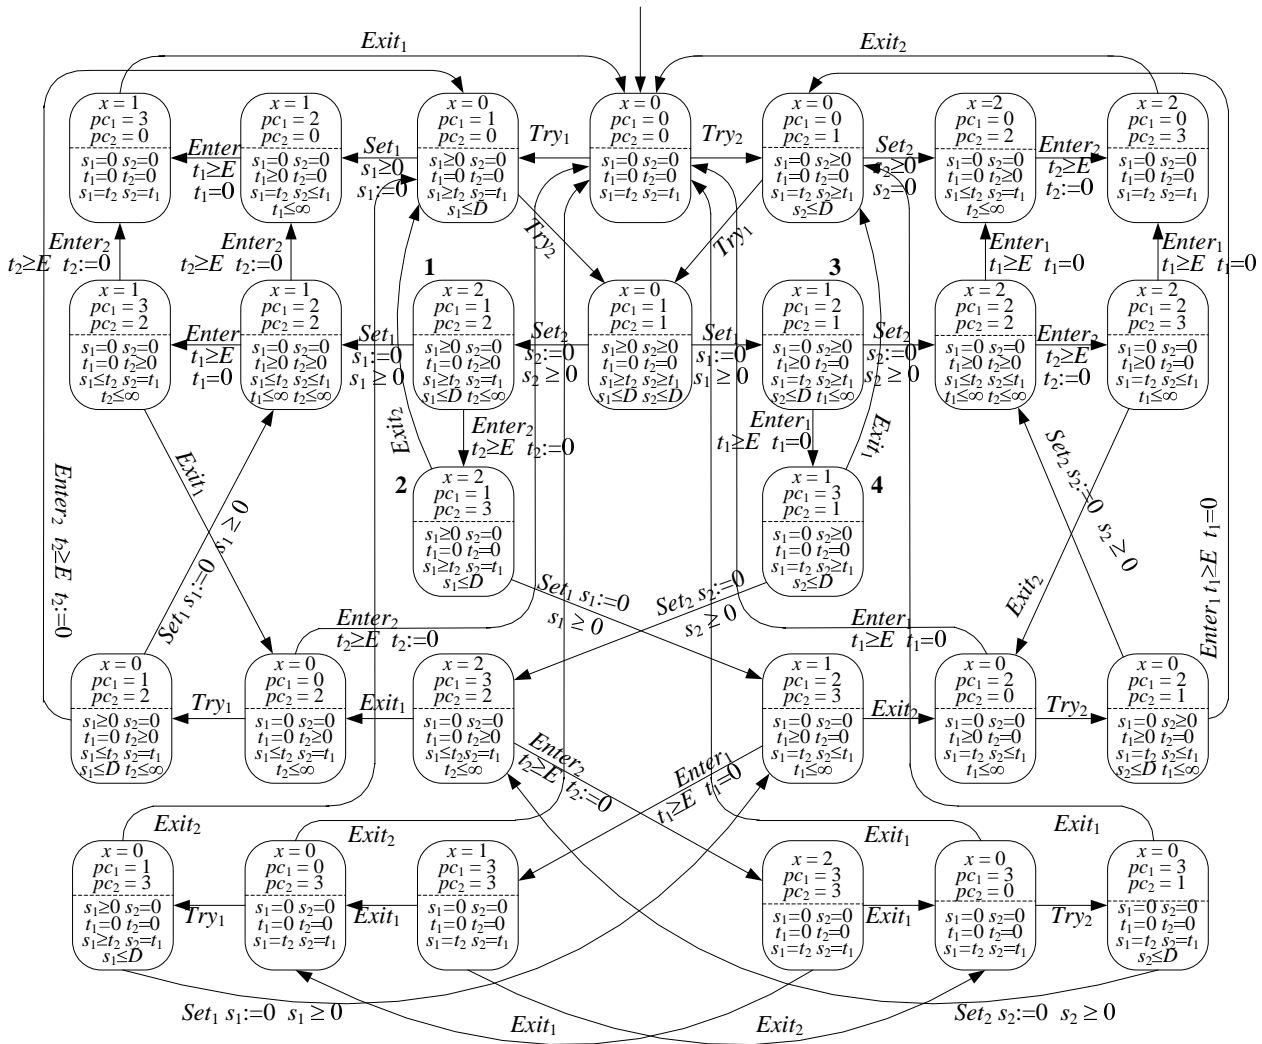 Exit₁
Exit₂
x = 1
pc₁ = 3
pc₂ = 0
s₁=0 s₂=0
t₁=0 t₂=0
s₁=t₂ s₂=t₁
Enter
t₁≥E
t₁=0
x = 1
pc₁ = 2
pc₂ = 0
s₁=0 s₂=0
t₁≥0 t₂=0
s₁=t₂ s₂≤t₁
t₁≤∞
Set₁
s₁≥0
s₁:=0
x = 0
pc₁ = 1
pc₂ = 0
s₁≥0 s₂=0
t₁=0 t₂=0
s₁≥t₂ s₂=t₁
s₁≤D
Try₁
x = 0
pc₁ = 0
pc₂ = 0
s₁=0 s₂=0
t₁=0 t₂=0
s₁=t₂ s₂=t₁
Try₂
x = 0
pc₁ = 0
pc₂ = 1
s₁=0 s₂≥0
t₁=0 t₂=0
s₁=t₂ s₂≥t₁
s₂≤D
Set₂
s₂≥0
s₂=0
x =2
pc₁ = 0
pc₂ = 2
s₁=0 s₂=0
t₁=0 t₂≥0
s₁≤t₂ s₂=t₁
t₂≤∞
Enter₂
t₂≥E
t₂:=0
x = 2
pc₁ = 0
pc₂ = 3
s₁=0 s₂=0
t₁=0 t₂=0
s₁=t₂ s₂=t₁
Enter₂
t₂≥E t₂:=0
Enter₂
t₂≥E t₂:=0
Try₂
Try₁
Enter₁
t₁≥E t₁=0
Enter₁
t₁≥E t₁=0
1
3
x = 1
pc₁ = 3
pc₂ = 2
s₁=0 s₂=0
t₁=0 t₂≥0
s₁≤t₂ s₂=t₁
t₂≤∞
Enter
t₁≥E
t₁=0
x = 1
pc₁ = 2
pc₂ = 2
s₁=0 s₂=0
t₁≥0 t₂≥0
s₁≤t₂ s₂≤t₁
t₁≤∞ t₂≤∞
Set₁
s₁:=0
s₁ ≥ 0
x = 2
pc₁ = 1
pc₂ = 2
s₁≥0 s₂=0
t₁=0 t₂≥0
s₁≥t₂ s₂=t₁
s₁≤D t₂≤∞
Set₂
s₂:=0
s₂ ≥ 0
x = 0
pc₁ = 1
pc₂ = 1
s₁≥0 s₂≥0
t₁=0 t₂=0
s₁≥t₂ s₂≥t₁
s₁≤D s₂≤D
Set₁
s₁:=0
s₁ ≥ 0
x = 1
pc₁ = 2
pc₂ = 1
s₁=0 s₂≥0
t₁≥0 t₂=0
s₁=t₂ s₂≥t₁
s₂≤D t₁≤∞
Set₂
s₂:=0
s₂ ≥ 0
x = 2
pc₁ = 2
pc₂ = 2
s₁=0 s₂=0
t₁≥0 t₂≥0
s₁≤t₂ s₂≤t₁
t₁≤∞ t₂≤∞
Enter₂
t₂≥E
t₂:=0
x = 2
pc₁ = 2
pc₂ = 3
s₁=0 s₂=0
t₁≥0 t₂=0
s₁=t₂ s₂≤t₁
t₁≤∞
Exit₂
Enter₂
t₂≥E t₂:=0
Enter₁
t₁≥E t₁=0
Exit₁
Exit₁
Set₂ s₂:=0 s₂ ≥ 0
Enter₂ t₂≥E t₂:=0
Set₁ s₁:=0 s₁ ≥ 0
2
x = 2
pc₁ = 1
pc₂ = 3
s₁≥0 s₂=0
t₁=0 t₂=0
s₁≥t₂ s₂=t₁
s₁≤D
4
x = 1
pc₁ = 3
pc₂ = 1
s₁=0 s₂≥0
t₁=0 t₂=0
s₁=t₂ s₂≥t₁
s₂≤D
Exit₂
Enter₁ t₁>E t₁=0
Set₁ s₁:=0
s₁ ≥ 0
Set₂ s₂:=0
s₂ ≥ 0
Enter₂
t₂≥E t₂:=0
Enter₁
t₁≥E t₁=0
x = 0
pc₁ = 1
pc₂ = 2
s₁≥0 s₂=0
t₁=0 t₂≥0
s₁≤t₂ s₂=t₁
s₁≤D t₂≤∞
Try₁
x = 0
pc₁ = 0
pc₂ = 2
s₁=0 s₂=0
t₁=0 t₂≥0
s₁≤t₂ s₂=t₁
t₂≤∞
Exit₁
x = 2
pc₁ = 3
pc₂ = 2
s₁=0 s₂=0
t₁=0 t₂≥0
s₁≤t₂s₂=t₁
t₂≤∞
x = 1
pc₁ = 2
pc₂ = 3
s₁=0 s₂=0
t₁≥0 t₂=0
s₁=t₂ s₂≤t₁
t₁≤∞
Exit₂
x = 0
pc₁ = 2
pc₂ = 0
s₁=0 s₂=0
t₁≥0 t₂=0
s₁=t₂ s₂≤t₁
t₁≤∞
Try₂
x = 0
pc₁ = 2
pc₂ = 1
s₁=0 s₂≥0
t₁≥0 t₂=0
s₁=t₂ s₂≤t₁
s₂≤D t₁≤∞
Enter₂
t₂≥E t₂:=0
Enter₁
t₁≥E t₁=0
Exit₂
Exit₂
Exit₁
Exit₁
x = 0
pc₁ = 1
pc₂ = 3
s₁≥0 s₂=0
t₁=0 t₂=0
s₁≥t₂ s₂=t₁
s₁≤D
Try₁
x = 0
pc₁ = 0
pc₂ = 3
s₁=0 s₂=0
t₁=0 t₂=0
s₁=t₂ s₂=t₁
Exit₁
x = 1
pc₁ = 3
pc₂ = 3
s₁=0 s₂=0
t₁=0 t₂=0
s₁=t₂ s₂=t₁
x = 2
pc₁ = 3
pc₂ = 3
s₁=0 s₂=0
t₁=0 t₂=0
s₁=t₂ s₂=t₁
Exit₁
x = 0
pc₁ = 3
pc₂ = 0
s₁=0 s₂=0
t₁=0 t₂=0
s₁=t₂ s₂=t₁
Try₂
x = 0
pc₁ = 3
pc₂ = 1
s₁=0 s₂=0
t₁=0 t₂=0
s₁=t₂ s₂=t₁
s₂≤D
Set₁ s₁:=0 s₁ ≥ 0
Exit₁
Exit₂
Set₂ s₂:=0 s₂ ≥ 0